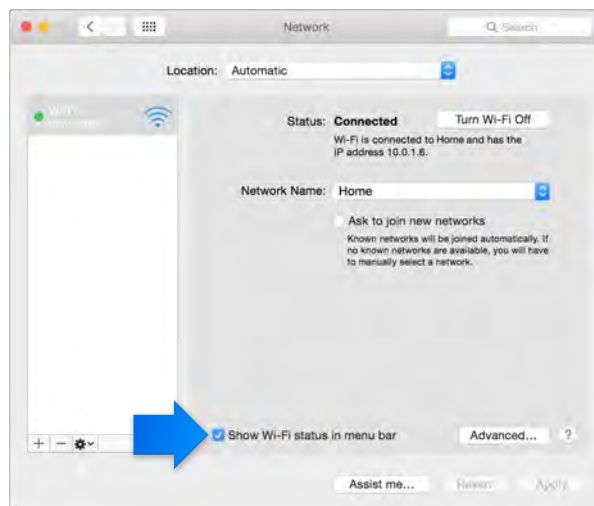 Network
Search
Location: Automatic
Wi-Fi
Status: Connected
Turn Wi-Fi Off
Wi-Fi is connected to Home and has the
IP address 10.0.1.6.
Network Name: Home
Ask to join new networks
Known networks will be joined automatically. If
no known networks are available, you will have
to manually select a network.
Show Wi-Fi status in menu bar
Advanced...
?
Assist me...
Revert
Apply